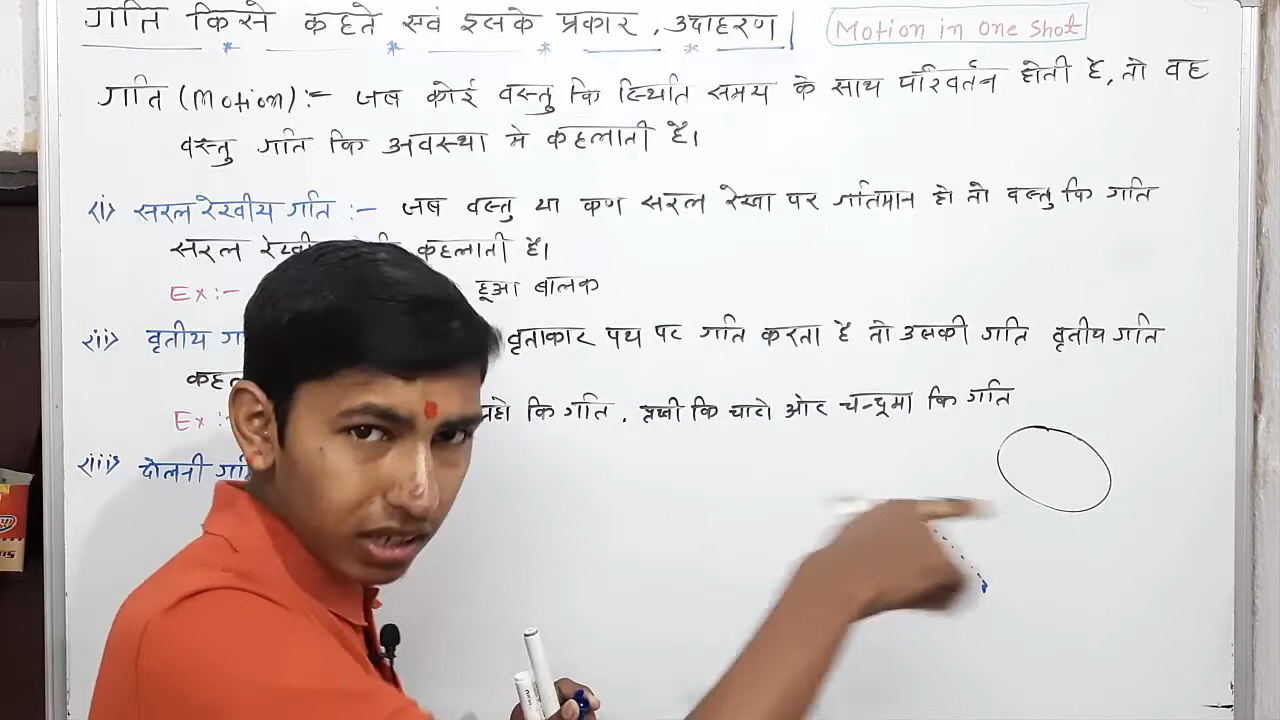 गति किसे कहते एवं इसके प्रकार, उदाहरण
Motion in one shot
गति (Motion) :- जब कोई वस्तु कि स्थिति समय के साथ परिवर्तन होती है, तो वह
वस्तु गति कि अवस्था मे कहलाती है।
(i) सरल रेखीय गति :- जब वस्तु या कण सरल रेखा पर गतिमान हो तो वस्तु कि गति
सरल कहलाती है।
Ex:- हूआ बालक
(ii) वृतीय वृताकार पथ पर गति करता है तो उसकी गति वृतीय गति
Ex:- ग्रहो कि गति, पृथ्वी कि चारो ओर चन्द्रमा कि गति
(iii) दोलनी गति